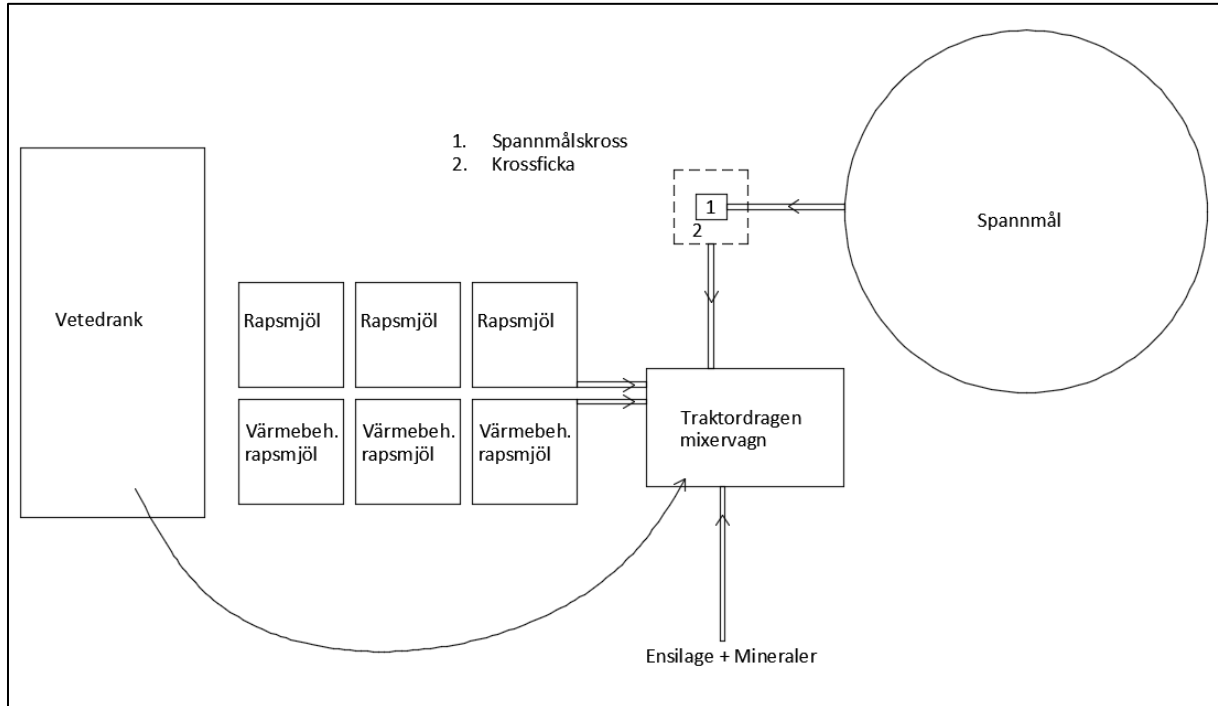 1. Spannmålskross
2. Krossficka
1
2
Spannmål
Vetedrank
Rapsmjöl
Rapsmjöl
Rapsmjöl
Värmebeh.
rapsmjöl
Värmebeh.
rapsmjöl
Värmebeh.
rapsmjöl
Traktordragen
mixervagn
Ensilage + Mineraler